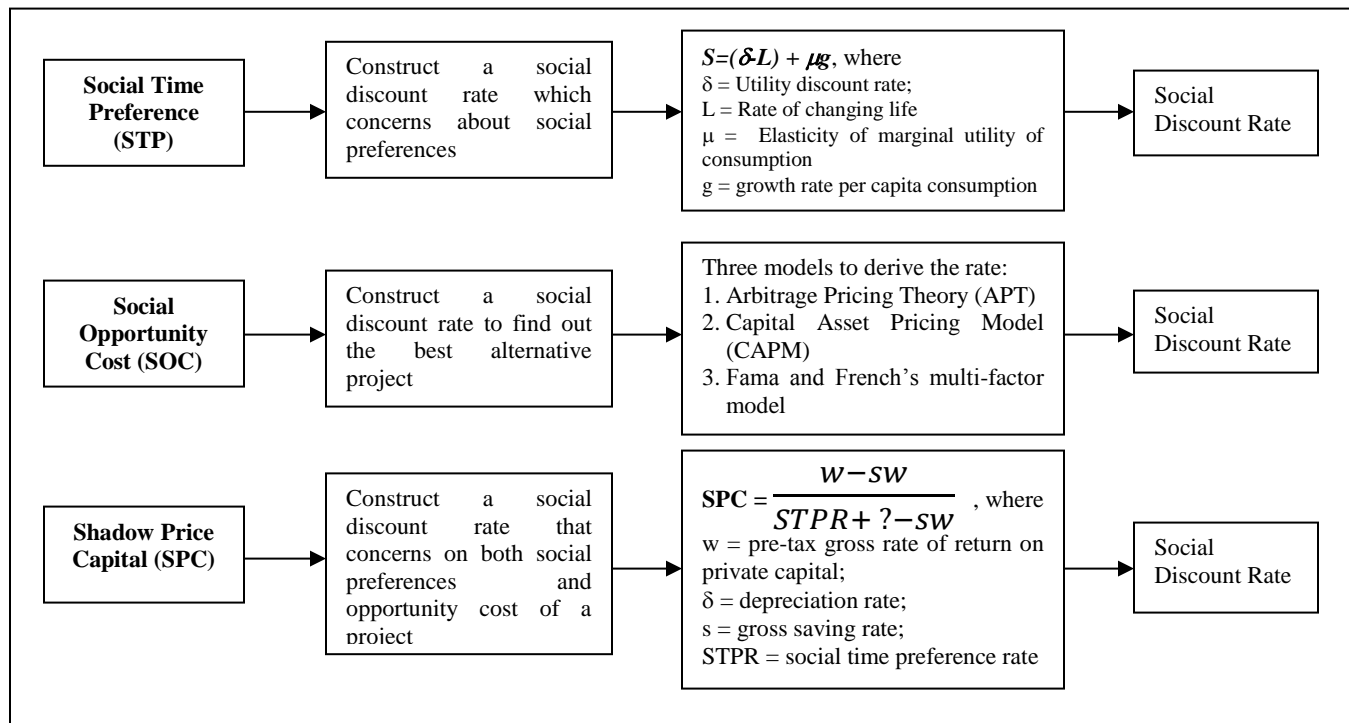 Social Time
Preference
(STP)
Construct a social
discount rate which
concerns about social
preferences
S=(δ-L) + μg, where
δ = Utility discount rate;
L = Rate of changing life
μ = Elasticity of marginal utility of
consumption
g = growth rate per capita consumption
Social
Discount Rate
Social
Opportunity
Cost (SOC)
Construct a social
discount rate to find out
the best alternative
project
Three models to derive the rate:
1. Arbitrage Pricing Theory (APT)
2. Capital Asset Pricing Model
(CAPM)
3. Fama and French's multi-factor
model
Social
Discount Rate
Shadow Price
Capital (SPC)
Construct a social
discount rate that
concerns on both social
preferences and
opportunity cost of a
project
w−sw
SPC = , where
STPR+ ?−sw
w = pre-tax gross rate of return on
private capital;
δ = depreciation rate;
s = gross saving rate;
STPR = social time preference rate
Social
Discount Rate